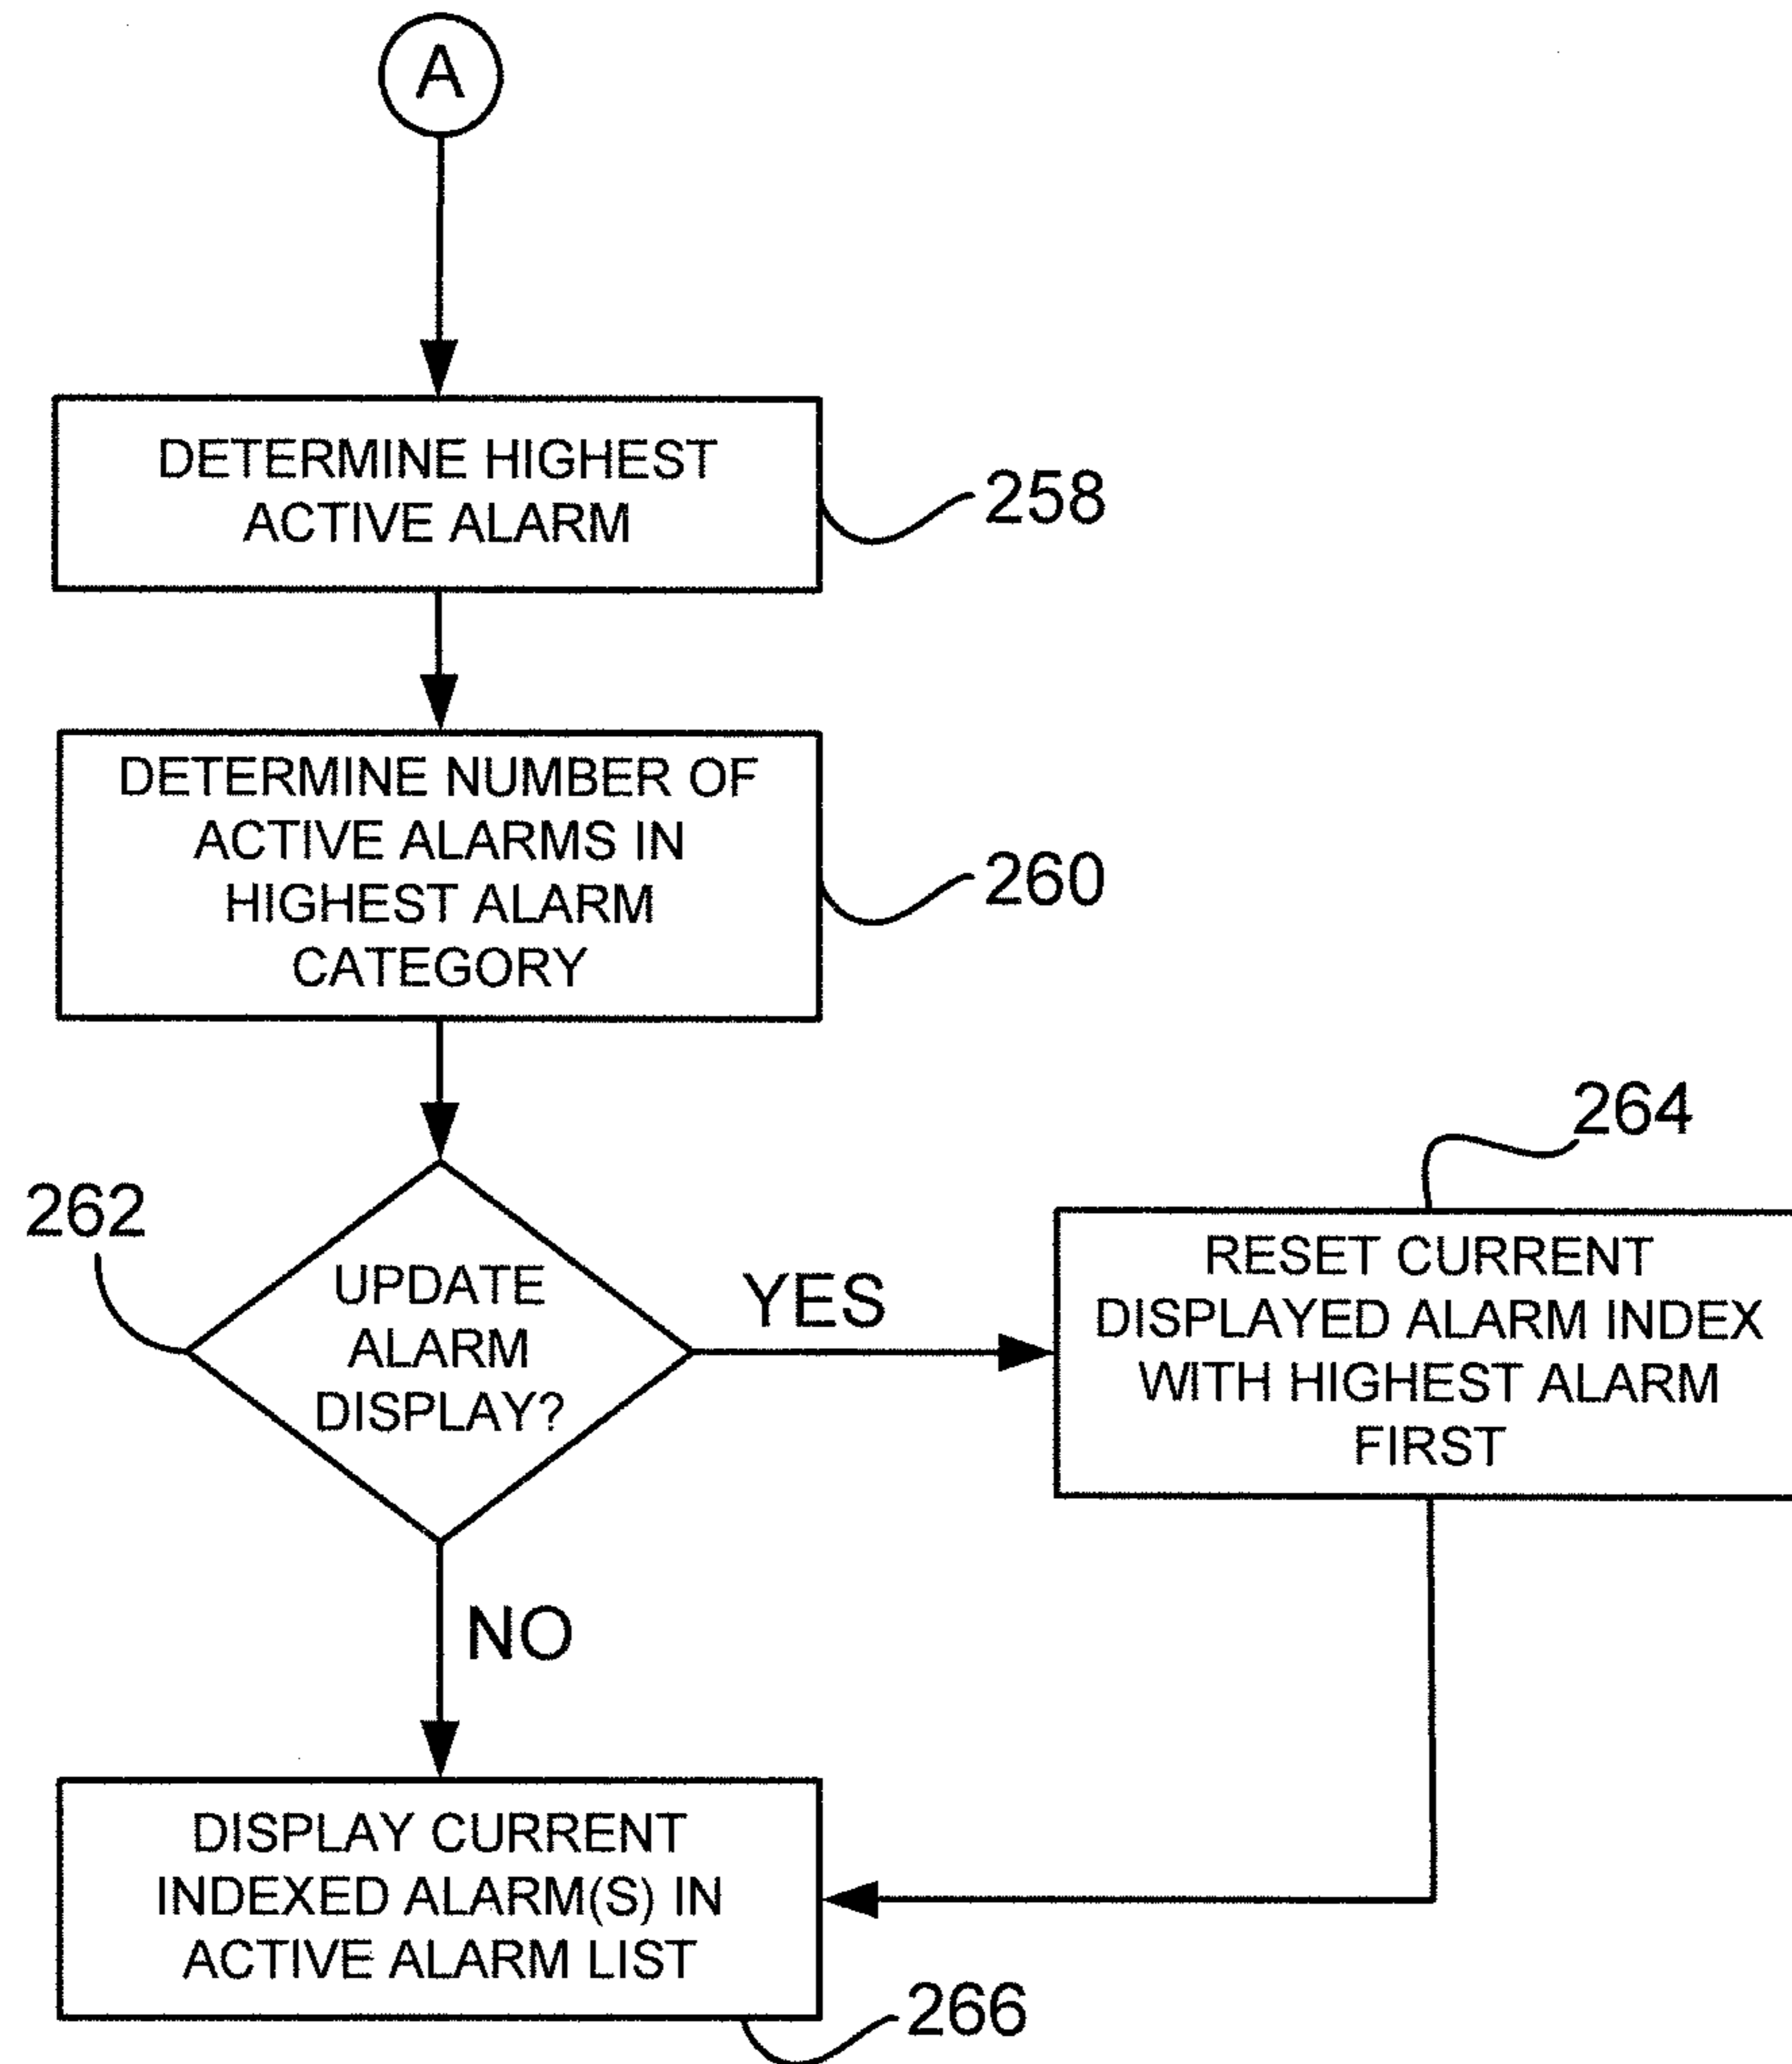 A
DETERMINE HIGHEST
ACTIVE ALARM
258
DETERMINE NUMBER OF
ACTIVE ALARMS IN
HIGHEST ALARM
CATEGORY
260
262
UPDATE
ALARM
DISPLAY?
YES
264
RESET CURRENT
DISPLAYED ALARM INDEX
WITH HIGHEST ALARM
FIRST
NO
DISPLAY CURRENT
INDEXED ALARM(S) IN
ACTIVE ALARM LIST
266